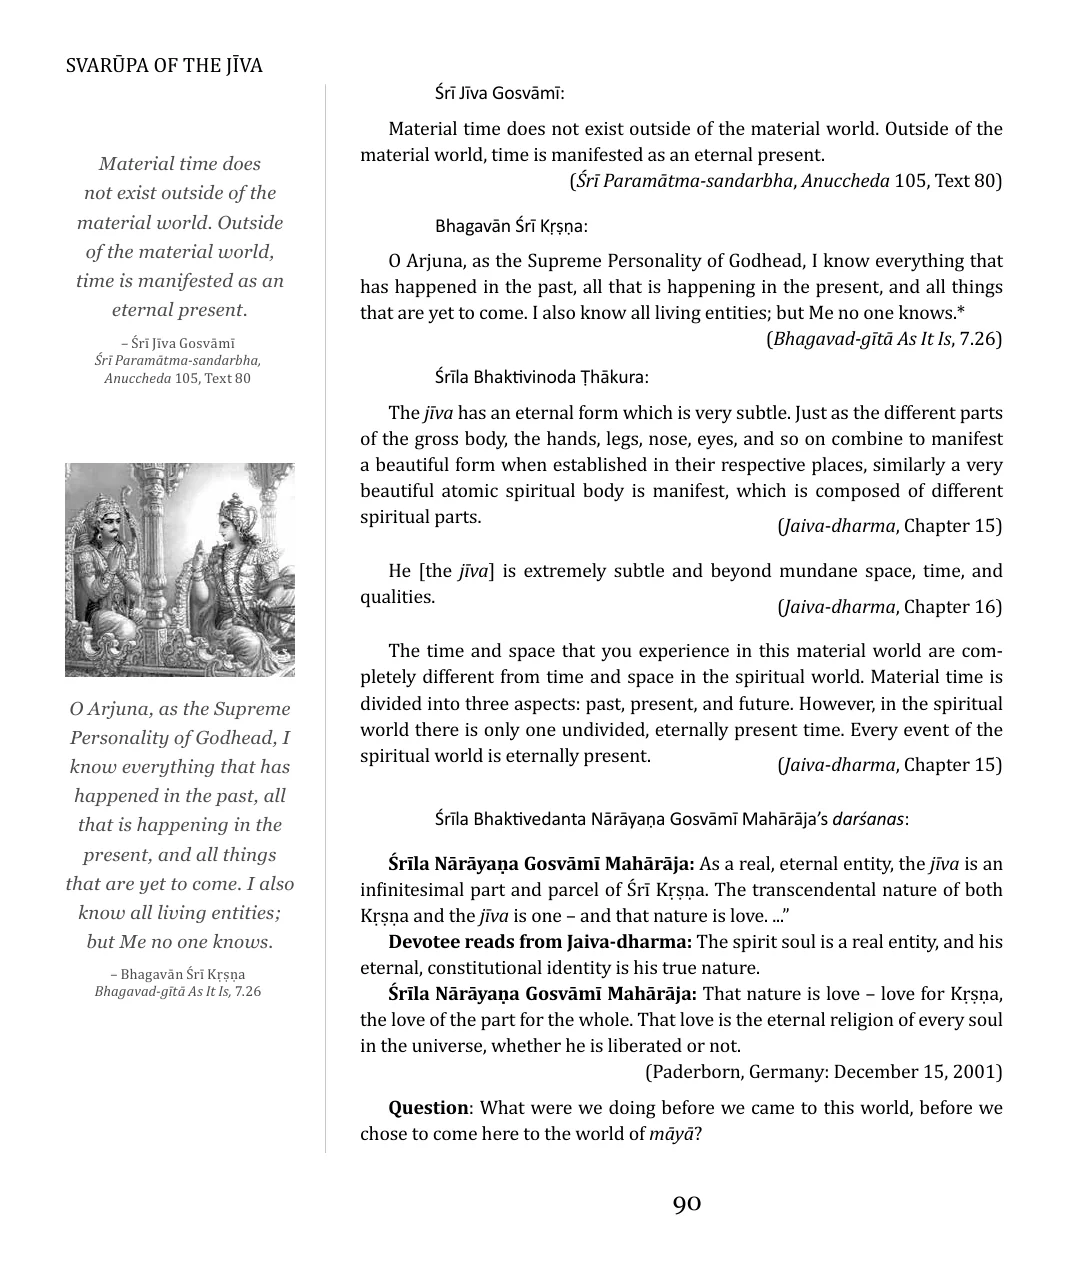 SVARŪPA OF THE JĪVA
Material time does
not exist outside of the
material world. Outside
of the material world,
time is manifested as an
eternal present.
– Śrī Jīva Gosvāmī
Śrī Paramātma-sandarbha,
Anuccheda 105, Text 80
O Arjuna, as the Supreme
Personality of Godhead, I
know everything that has
happened in the past, all
that is happening in the
present, and all things
that are yet to come. I also
know all living entities;
but Me no one knows.
– Bhagavān Śrī Kṛṣṇa
Bhagavad-gītā As It Is, 7.26
Śrī Jīva Gosvāmī:
Material time does not exist outside of the material world. Outside of the
material world, time is manifested as an eternal present.
(Śrī Paramātma-sandarbha, Anuccheda 105, Text 80)
Bhagavān Śrī Kṛṣṇa:
O Arjuna, as the Supreme Personality of Godhead, I know everything that
has happened in the past, all that is happening in the present, and all things
that are yet to come. I also know all living entities; but Me no one knows.*
(Bhagavad-gītā As It Is, 7.26)
Śrīla Bhaktivinoda Ṭhākura:
The jīva has an eternal form which is very subtle. Just as the different parts
of the gross body, the hands, legs, nose, eyes, and so on combine to manifest
a beautiful form when established in their respective places, similarly a very
beautiful atomic spiritual body is manifest, which is composed of different
spiritual parts.
(Jaiva-dharma, Chapter 15)
He [the jīva] is extremely subtle and beyond mundane space, time, and
qualities.
(Jaiva-dharma, Chapter 16)
The time and space that you experience in this material world are com-
pletely different from time and space in the spiritual world. Material time is
divided into three aspects: past, present, and future. However, in the spiritual
world there is only one undivided, eternally present time. Every event of the
spiritual world is eternally present.
(Jaiva-dharma, Chapter 15)
Śrīla Bhaktivedanta Nārāyaṇa Gosvāmī Mahārāja’s darśanas:
Śrīla Nārāyaṇa Gosvāmī Mahārāja: As a real, eternal entity, the jīva is an
infinitesimal part and parcel of Śrī Kṛṣṇa. The transcendental nature of both
Kṛṣṇa and the jīva is one – and that nature is love. ...”
Devotee reads from Jaiva-dharma: The spirit soul is a real entity, and his
eternal, constitutional identity is his true nature.
Śrīla Nārāyaṇa Gosvāmī Mahārāja: That nature is love – love for Kṛṣṇa,
the love of the part for the whole. That love is the eternal religion of every soul
in the universe, whether he is liberated or not.
(Paderborn, Germany: December 15, 2001)
Question: What were we doing before we came to this world, before we
chose to come here to the world of māyā?
90